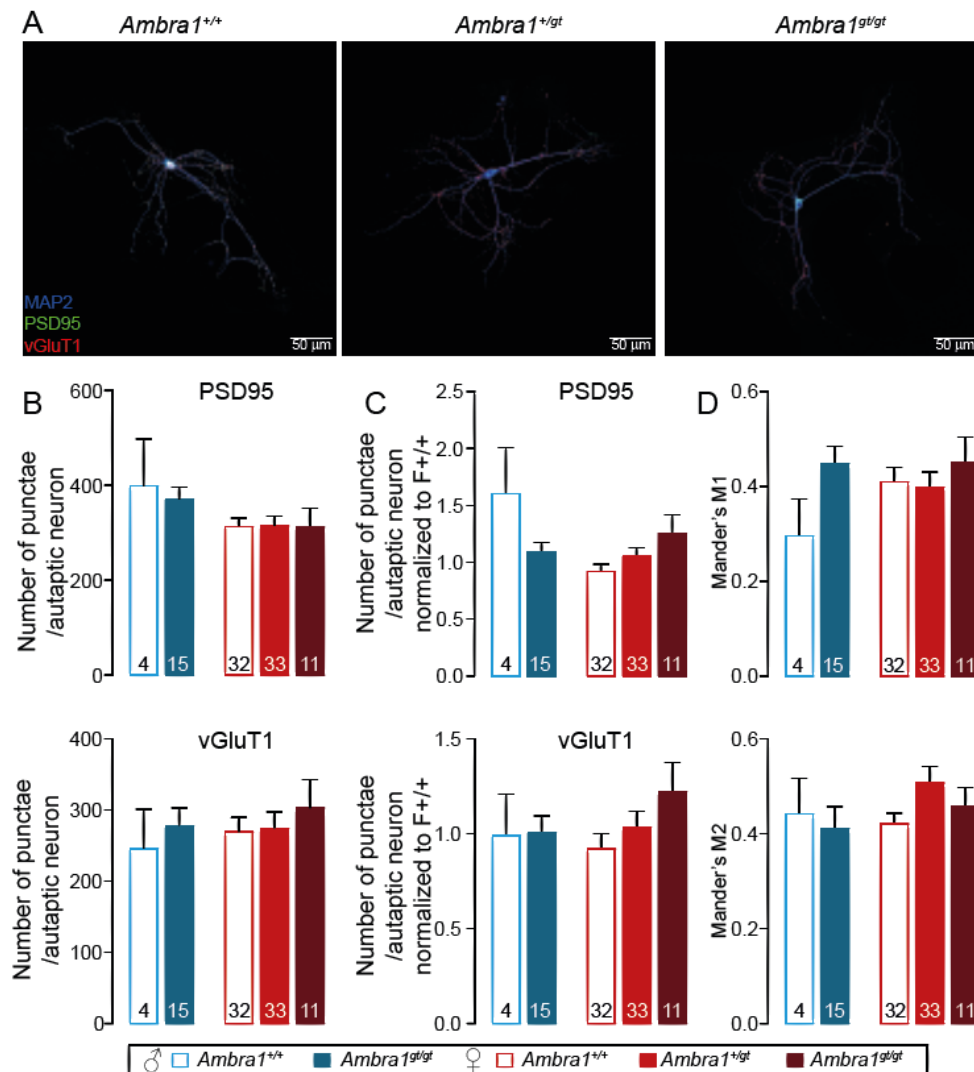 A
Ambra1+/+
Ambra1+/gt
Ambra1gt/gt
MAP2
PSD95
vGluT1
50 µm
50 µm
50 µm
B
PSD95
Number of punctae
/autaptic neuron
600
400
200
0
4
15
32
33
11
C
PSD95
Number of punctae
/autaptic neuron
normalized to F+/+
2.5
2.0
1.5
1.0
0.5
0.0
4
15
32
33
11
D
Mander's M1
0.6
0.4
0.2
0.0
4
15
32
33
11
vGluT1
Number of punctae
/autaptic neuron
400
300
200
100
0
4
15
32
33
11
vGluT1
Number of punctae
/autaptic neuron
normalized to F+/+
1.5
1.0
0.5
0.0
4
15
32
33
11
Mander's M2
0.6
0.4
0.2
0.0
4
15
32
33
11
♂ Ambra1+/+ Ambra1gt/gt ♀ Ambra1+/+ Ambra1+/gt Ambra1gt/gt